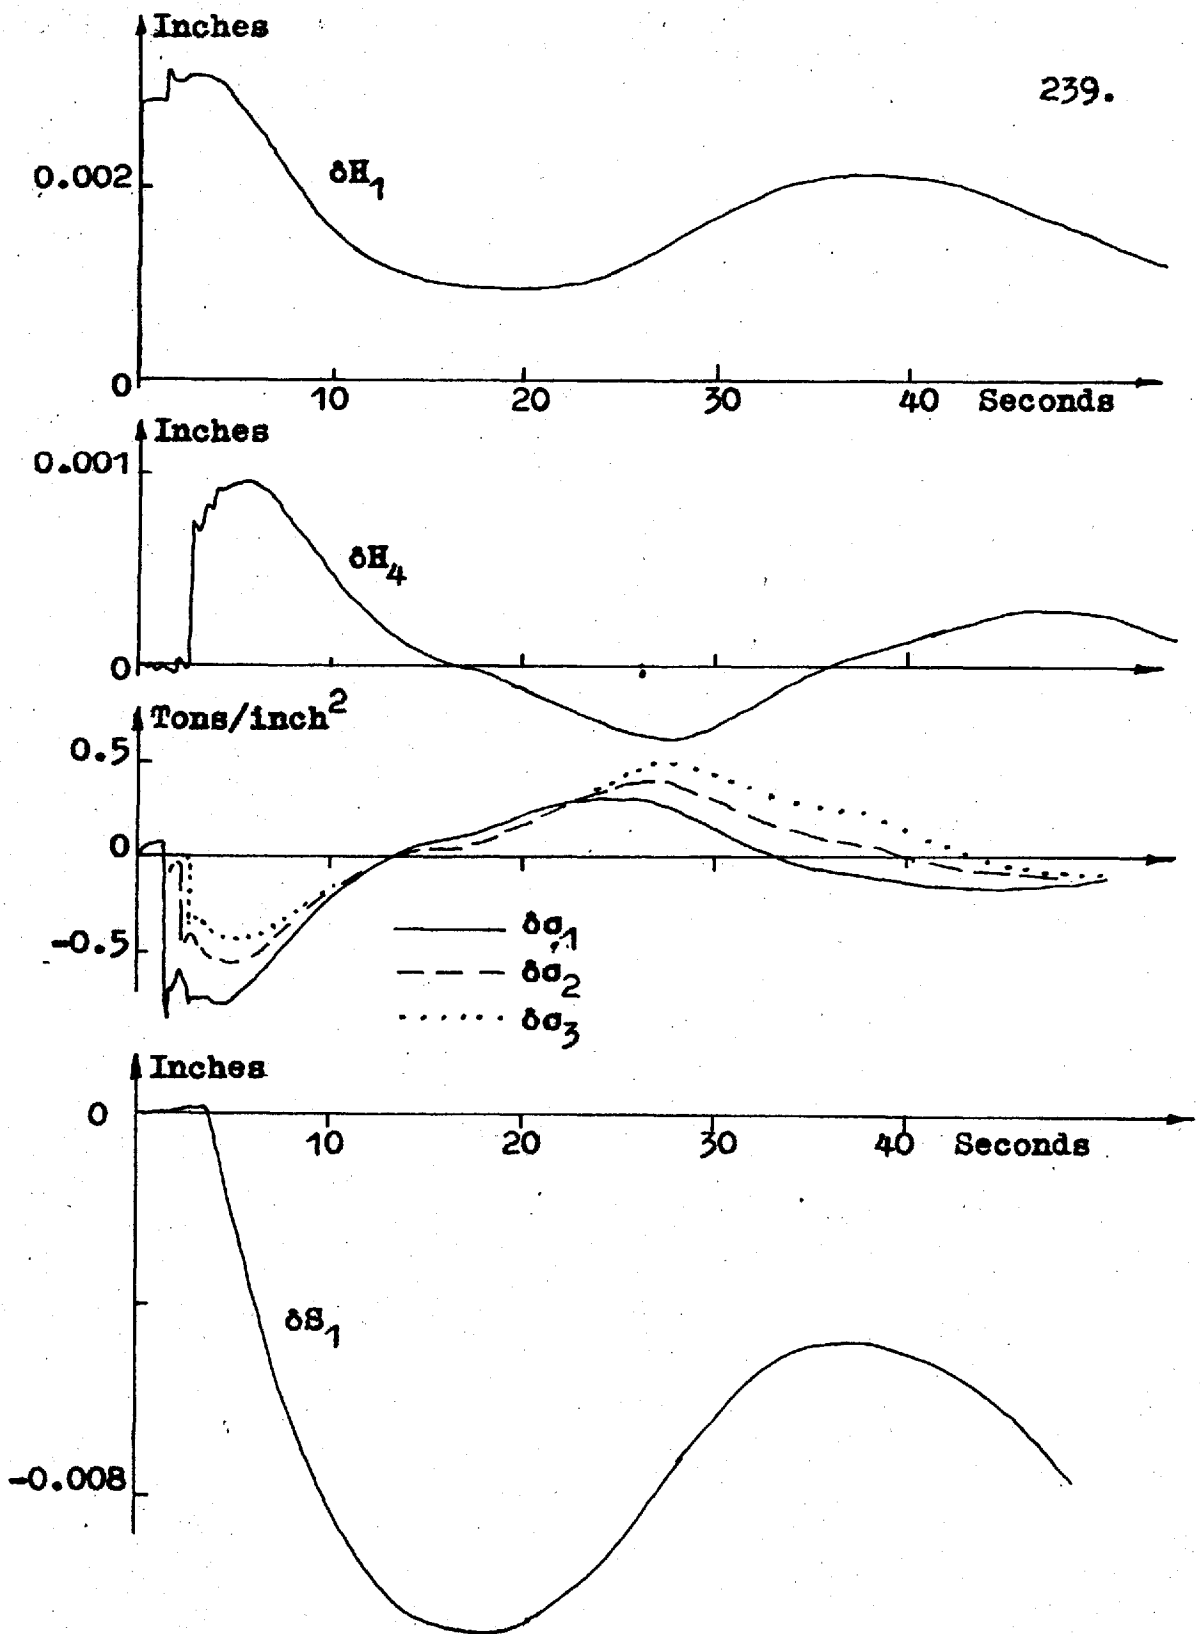 Inches
239.
0.002
δH1
0
10 20 30 40 Seconds
Inches
0.001
δH4
0
Tons/inch2
0.5
0
-0.5
δσ1
δσ2
δσ3
Inches
0
10 20 30 40 Seconds
δS1
-0.008